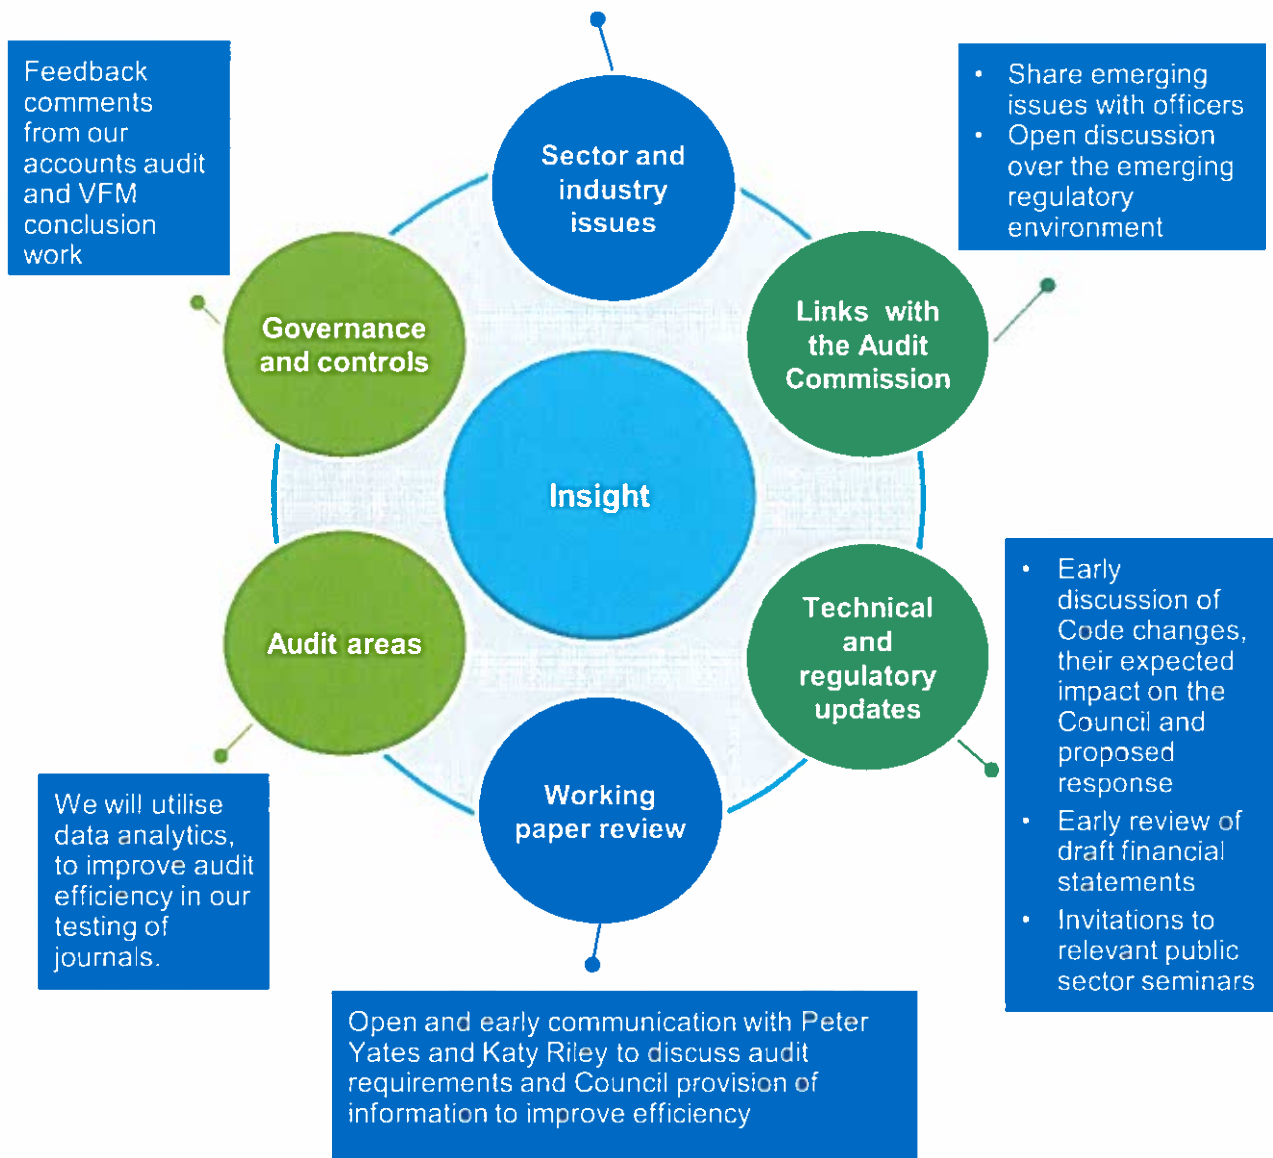 Feedback
comments
from our
accounts audit
and VFM
conclusion
work
Sector and
industry
issues
• Share emerging
issues with officers
• Open discussion
over the emerging
regulatory
environment
Governance
and controls
Links with
the Audit
Commission
Insight
Audit areas
Technical
and
regulatory
updates
• Early
discussion of
Code changes,
their expected
impact on the
Council and
proposed
response
• Early review of
draft financial
statements
• Invitations to
relevant public
sector seminars
We will utilise
data analytics,
to improve audit
efficiency in our
testing of
journals.
Working
paper review
Open and early communication with Peter
Yates and Katy Riley to discuss audit
requirements and Council provision of
information to improve efficiency